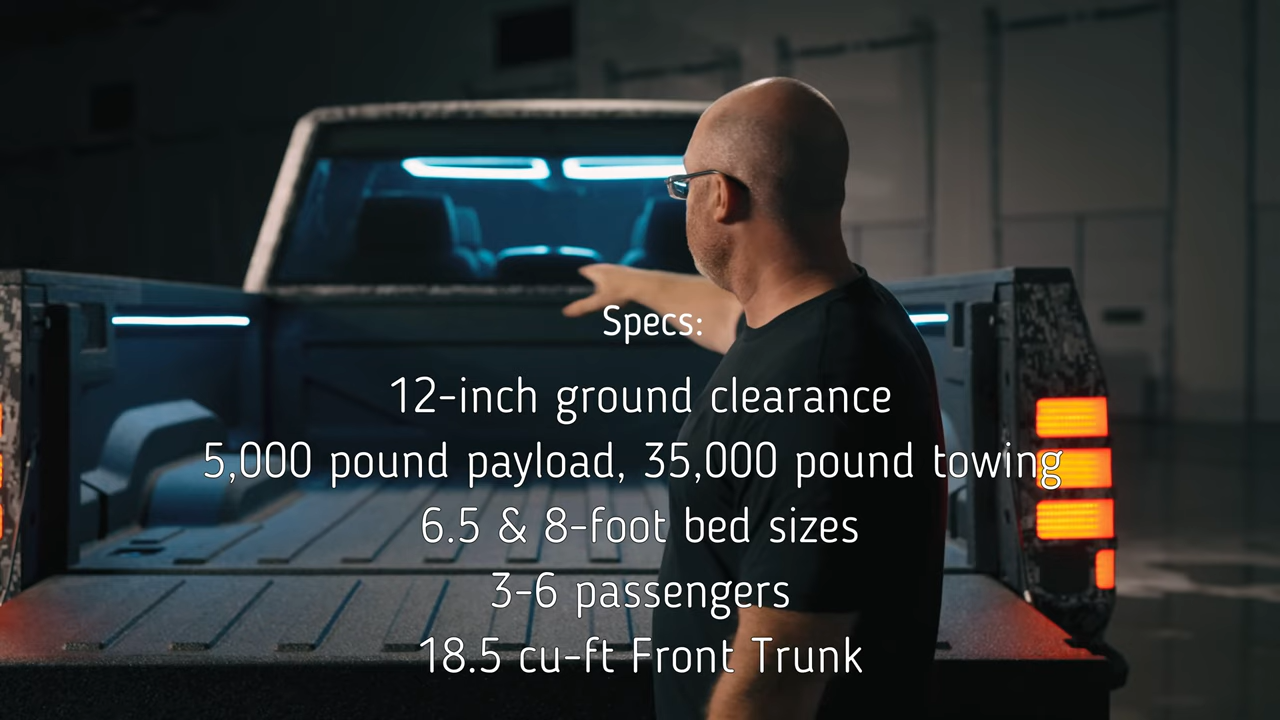 Specs:
12-inch ground clearance
5,000 pound payload, 35,000 pound towing
6.5 & 8-foot bed sizes
3-6 passengers
18.5 cu-ft Front Trunk